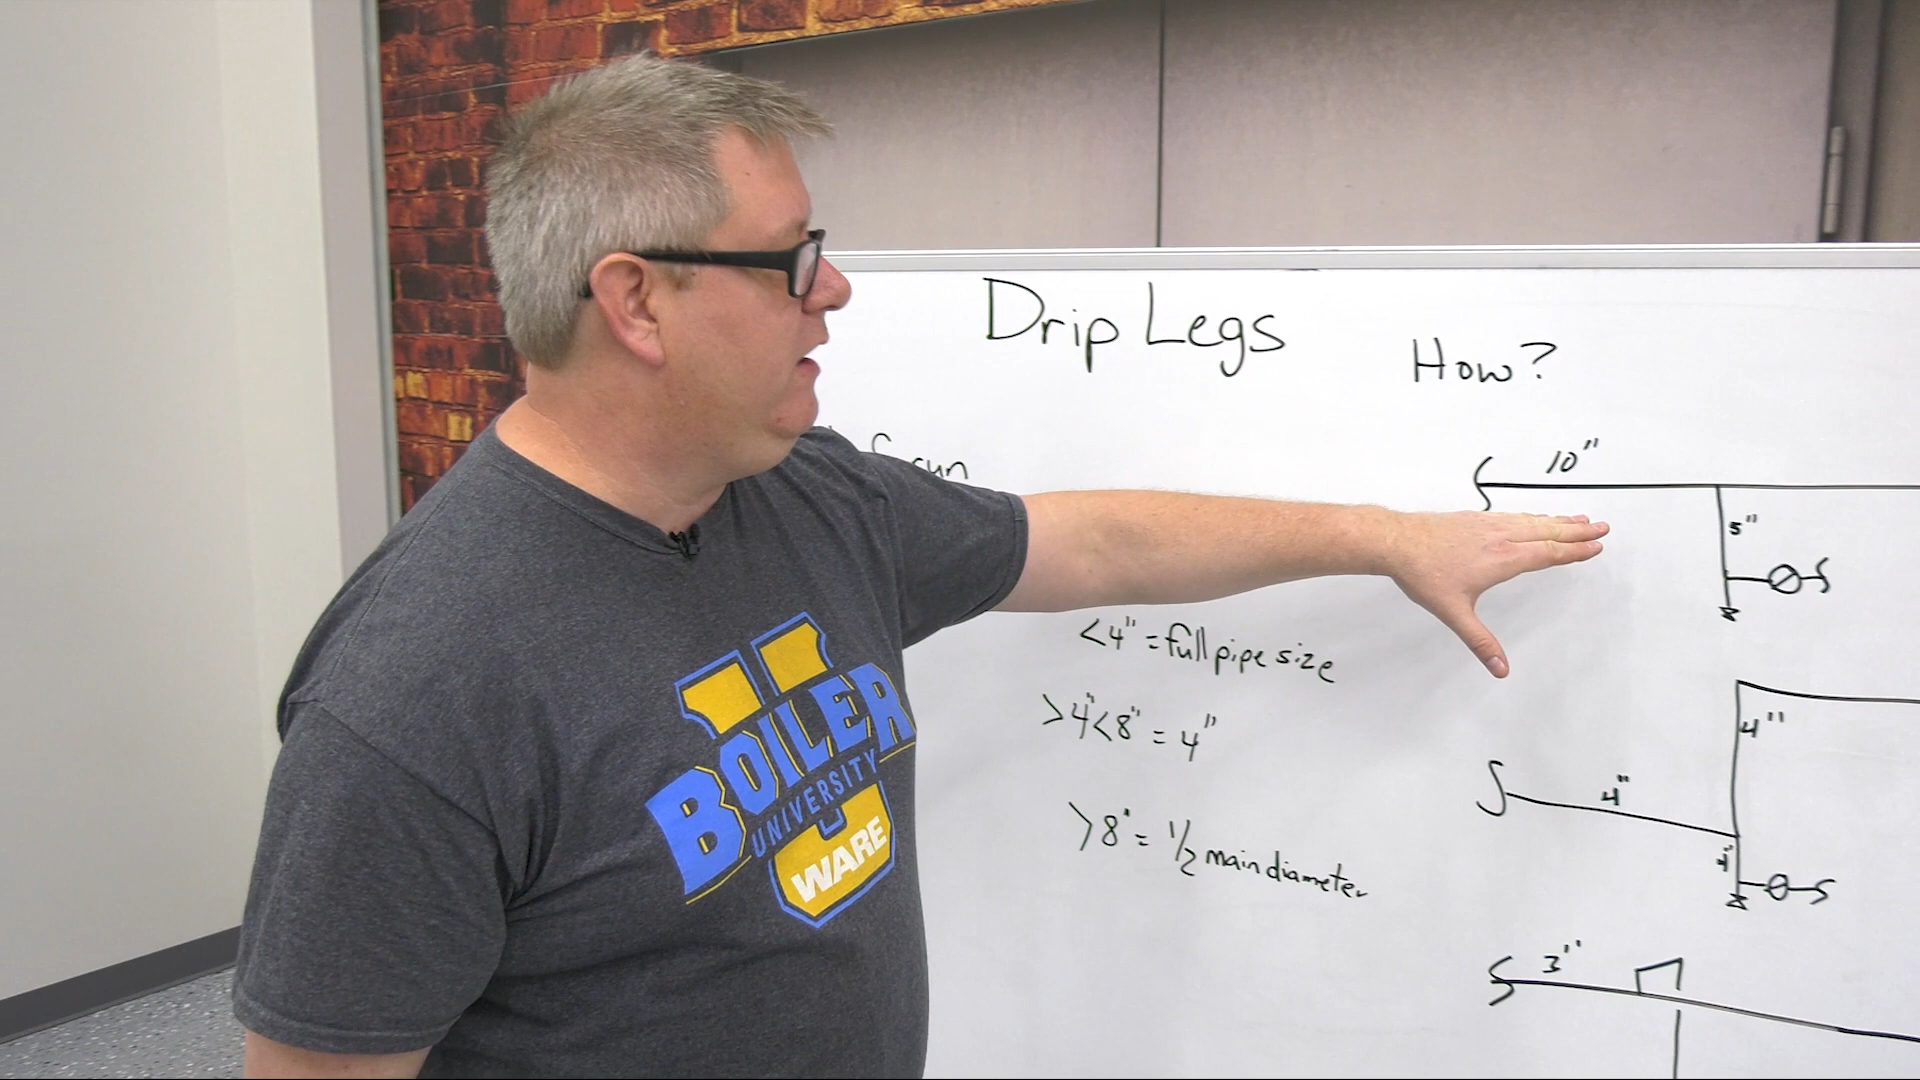 Drip Legs
How?
run
<4" = full pipe size
>4"<8" = 4"
>8" = 1/2 main diameter
10"
5"
4"
4"
4"
3"
BOILER
UNIVERSITY
WARE